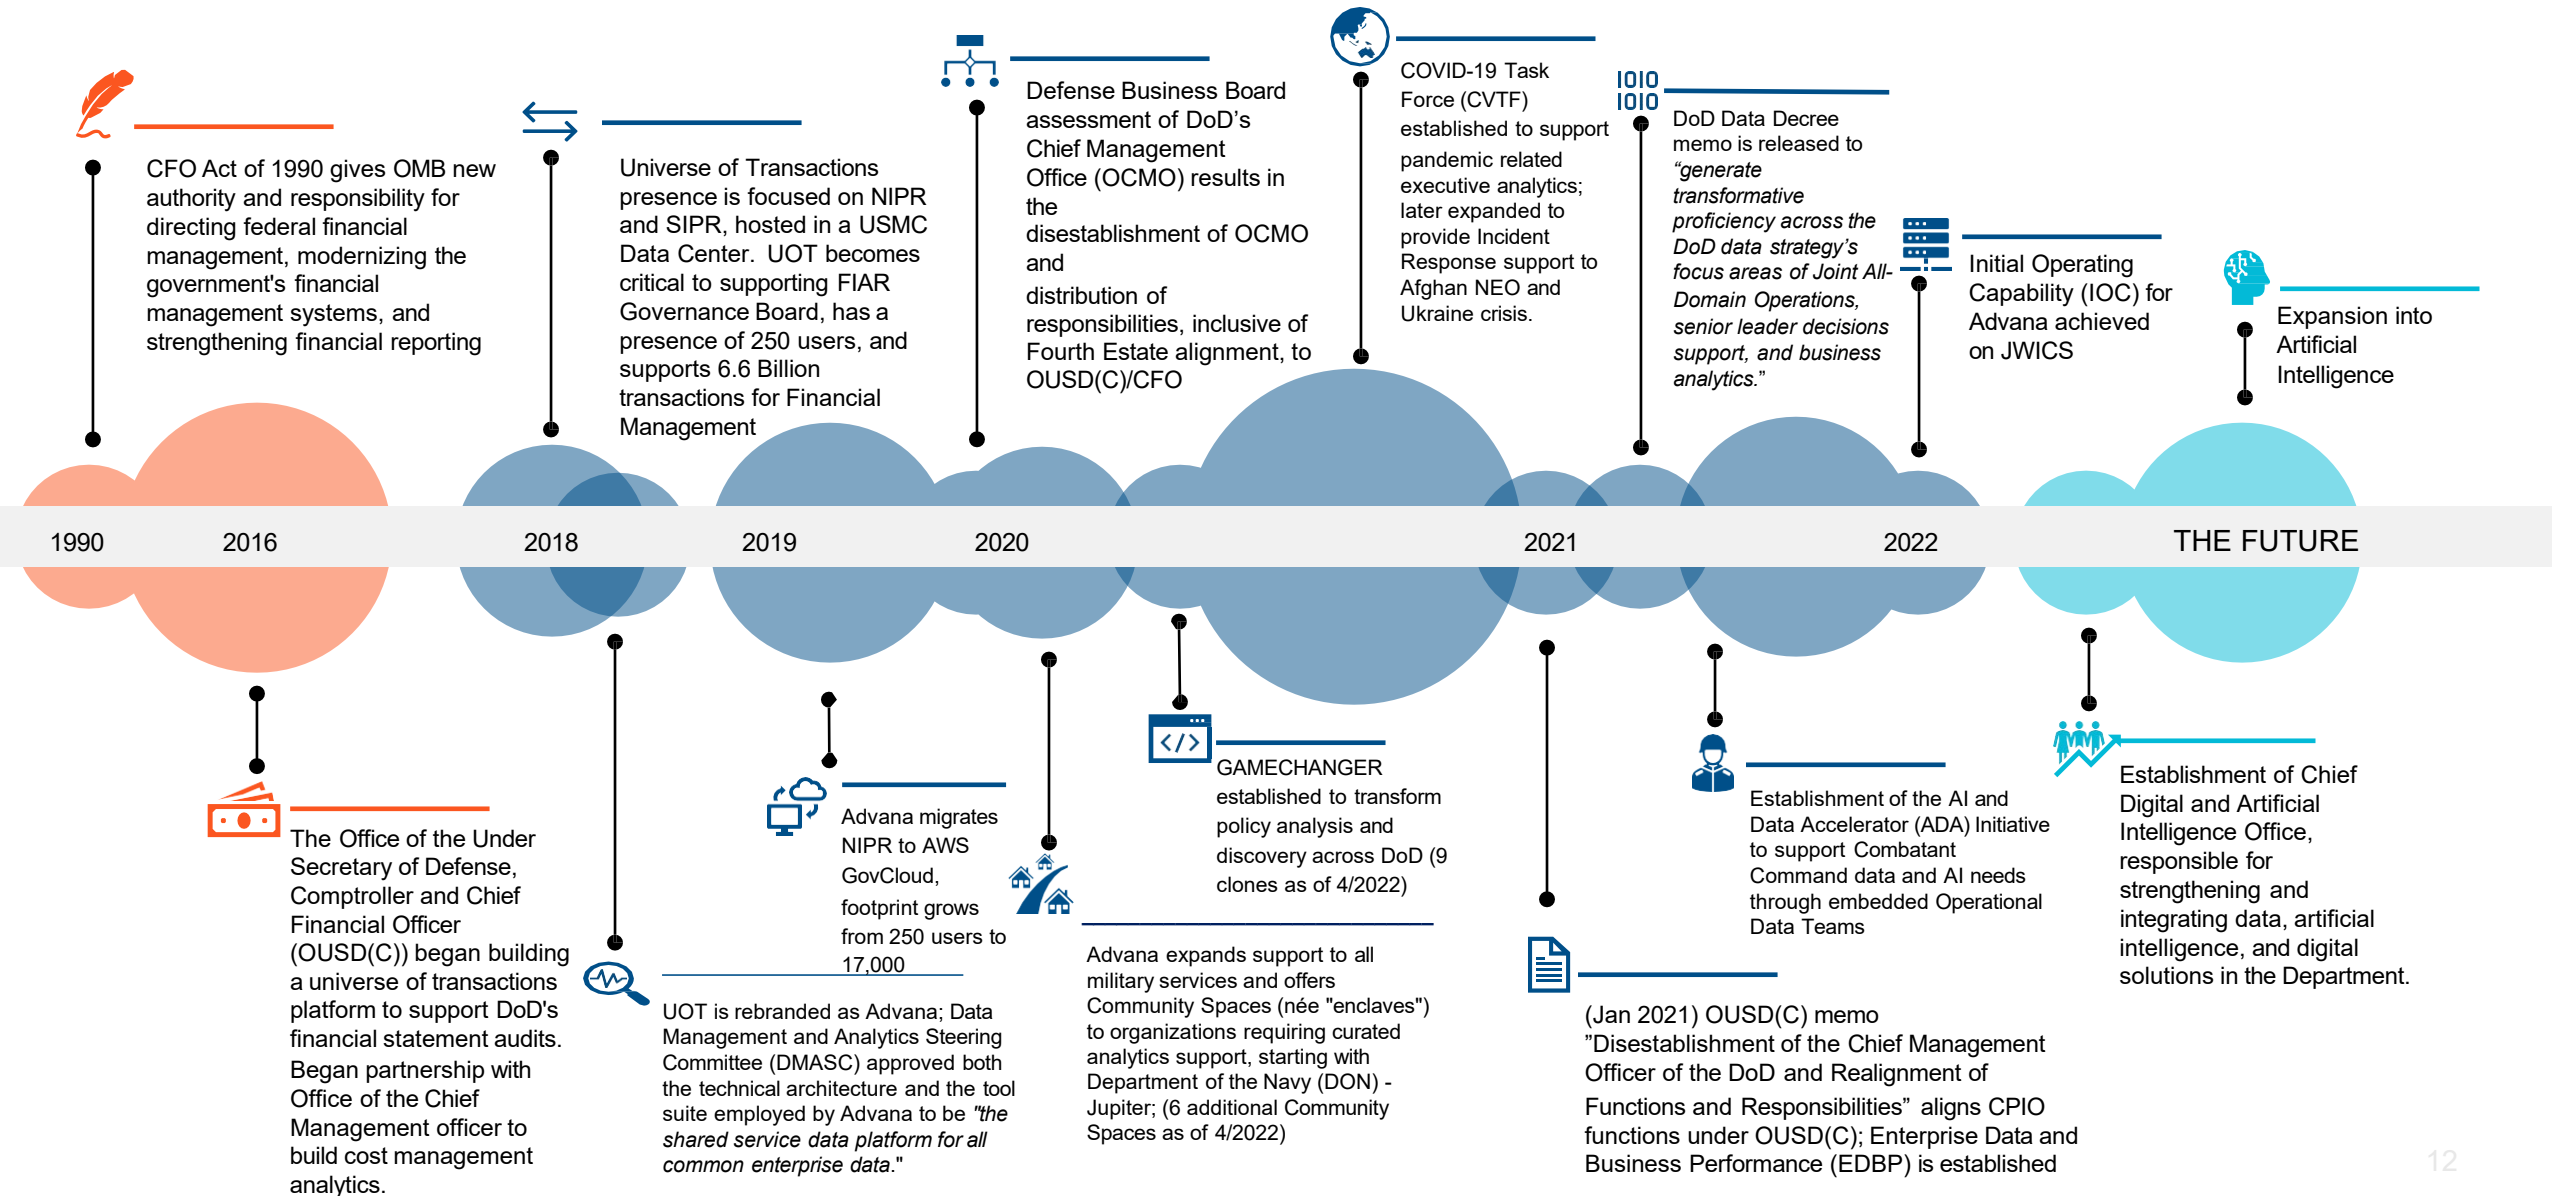 CFO Act of 1990 gives OMB new
authority and responsibility for
directing federal financial
management, modernizing the
government's financial
management systems, and
strengthening financial reporting
Universe of Transactions
presence is focused on NIPR
and SIPR, hosted in a USMC
Data Center. UOT becomes
critical to supporting FIAR
Governance Board, has a
presence of 250 users, and
supports 6.6 Billion
transactions for Financial
Management
Defense Business Board
assessment of DoD’s
Chief Management
Office (OCMO) results in
the
disestablishment of OCMO
and
distribution of
responsibilities, inclusive of
Fourth Estate alignment, to
OUSD(C)/CFO
COVID-19 Task
Force (CVTF)
established to support
pandemic related
executive analytics;
later expanded to
provide Incident
Response support to
Afghan NEO and
Ukraine crisis.
1010
1010
DoD Data Decree
memo is released to
“generate
transformative
proficiency across the
DoD data strategy’s
focus areas of Joint All-
Domain Operations,
senior leader decisions
support, and business
analytics.”
Initial Operating
Capability (IOC) for
Advana achieved
on JWICS
Expansion into
Artificial
Intelligence
1990
2016
2018
2019
2020
2021
2022
THE FUTURE
The Office of the Under
Secretary of Defense,
Comptroller and Chief
Financial Officer
(OUSD(C)) began building
a universe of transactions
platform to support DoD's
financial statement audits.
Began partnership with
Office of the Chief
Management officer to
build cost management
analytics.
UOT is rebranded as Advana; Data
Management and Analytics Steering
Committee (DMASC) approved both
the technical architecture and the tool
suite employed by Advana to be "the
shared service data platform for all
common enterprise data."
Advana migrates
NIPR to AWS
GovCloud,
footprint grows
from 250 users to
17,000
Advana expands support to all
military services and offers
Community Spaces (née "enclaves")
to organizations requiring curated
analytics support, starting with
Department of the Navy (DON) -
Jupiter; (6 additional Community
Spaces as of 4/2022)
</>
GAMECHANGER
established to transform
policy analysis and
discovery across DoD (9
clones as of 4/2022)
(Jan 2021) OUSD(C) memo
”Disestablishment of the Chief Management
Officer of the DoD and Realignment of
Functions and Responsibilities” aligns CPIO
functions under OUSD(C); Enterprise Data and
Business Performance (EDBP) is established
Establishment of the AI and
Data Accelerator (ADA) Initiative
to support Combatant
Command data and AI needs
through embedded Operational
Data Teams
Establishment of Chief
Digital and Artificial
Intelligence Office,
responsible for
strengthening and
integrating data, artificial
intelligence, and digital
solutions in the Department.
12